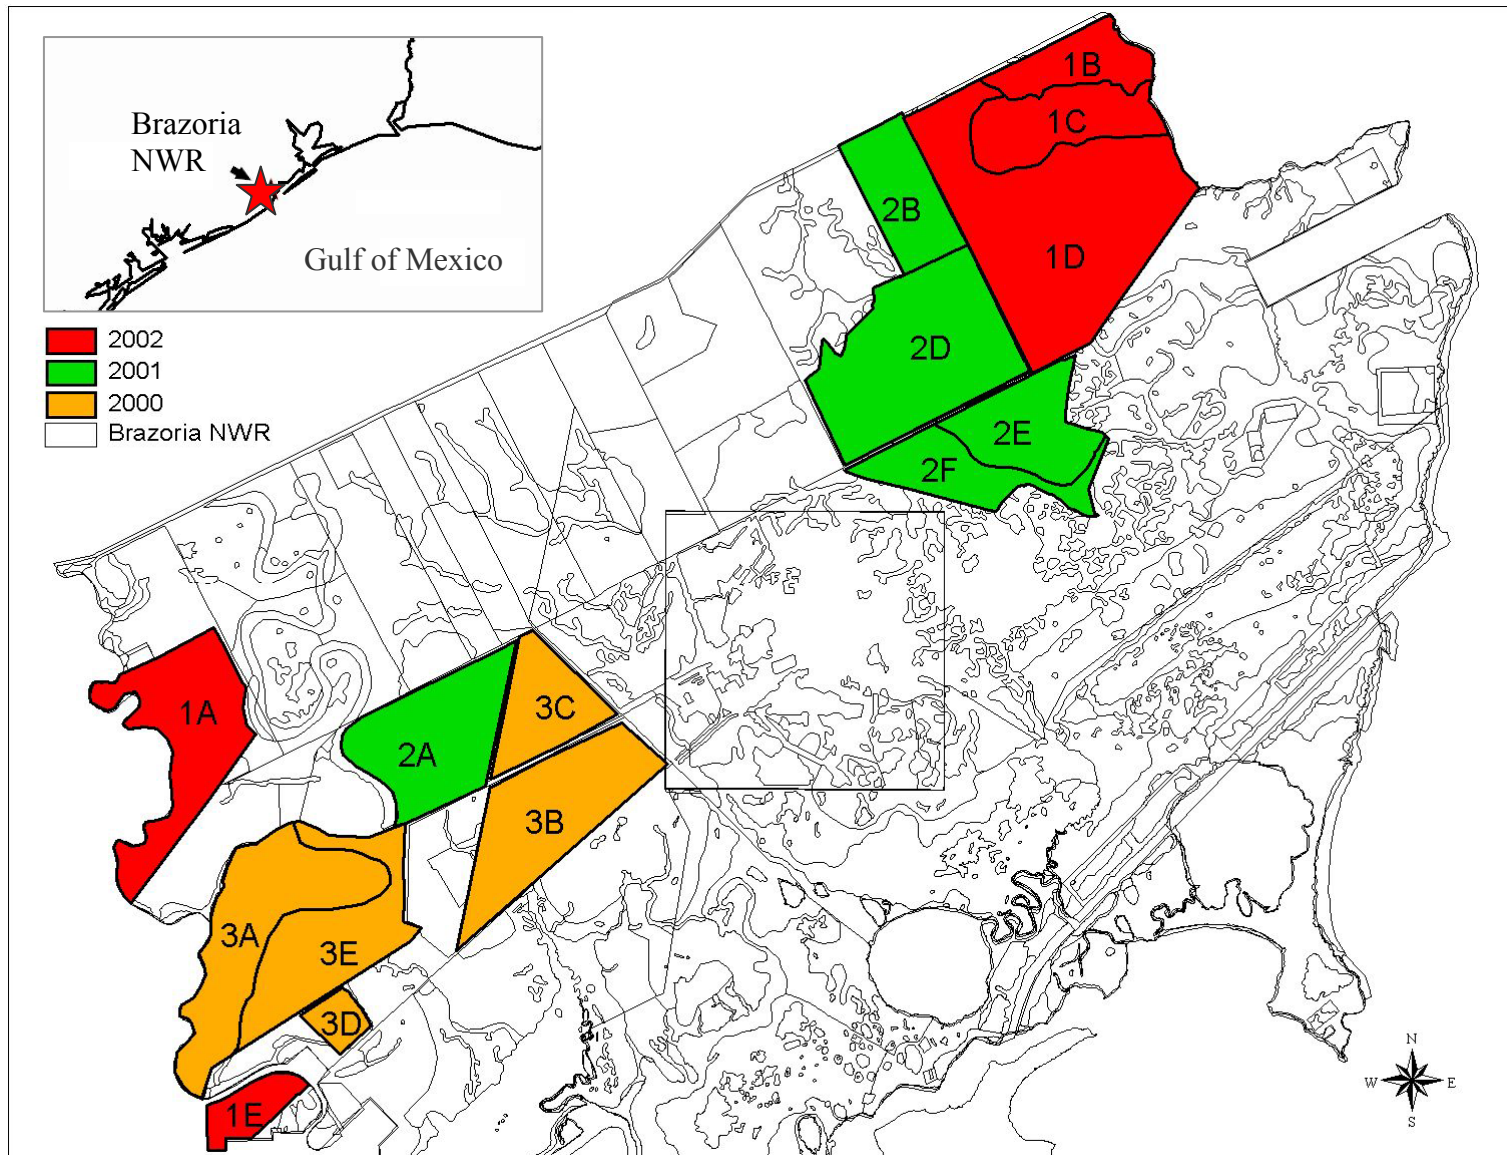 Brazoria
NWR
Gulf of Mexico
2002
2001
2000
Brazoria NWR
1B
1C
2B
1D
2D
2E
2F
1A
3C
2A
3B
3A
3E
3D
1E
N
W E
S